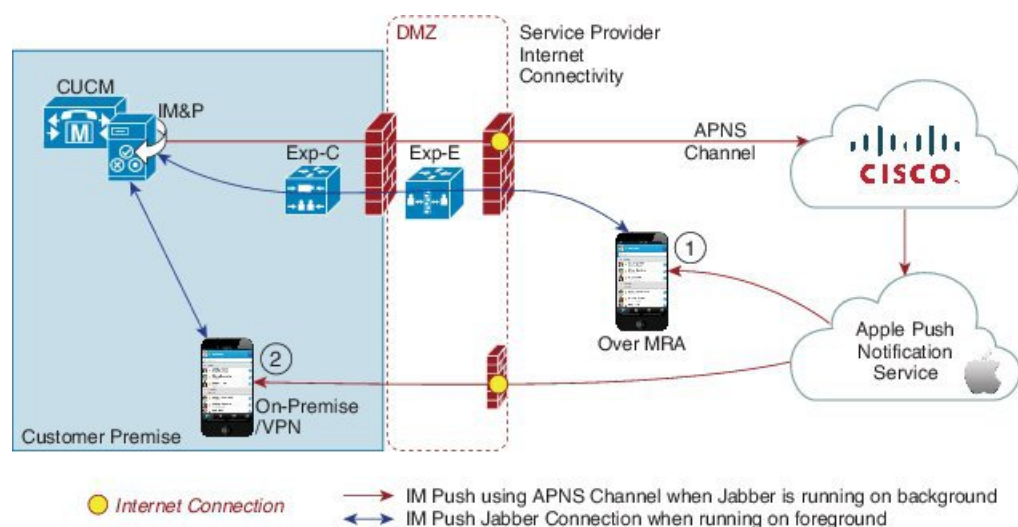 DMZ
Service Provider
Internet
Connectivity
CUCM
IM&P
M
Exp-C
Exp-E
APNS
Channel
CISCO
1
Over MRA
Apple Push
Notification
Service
2
On-Premise
/VPN
Customer Premise
Internet Connection
IM Push using APNS Channel when Jabber is running on background
IM Push Jabber Connection when running on foreground